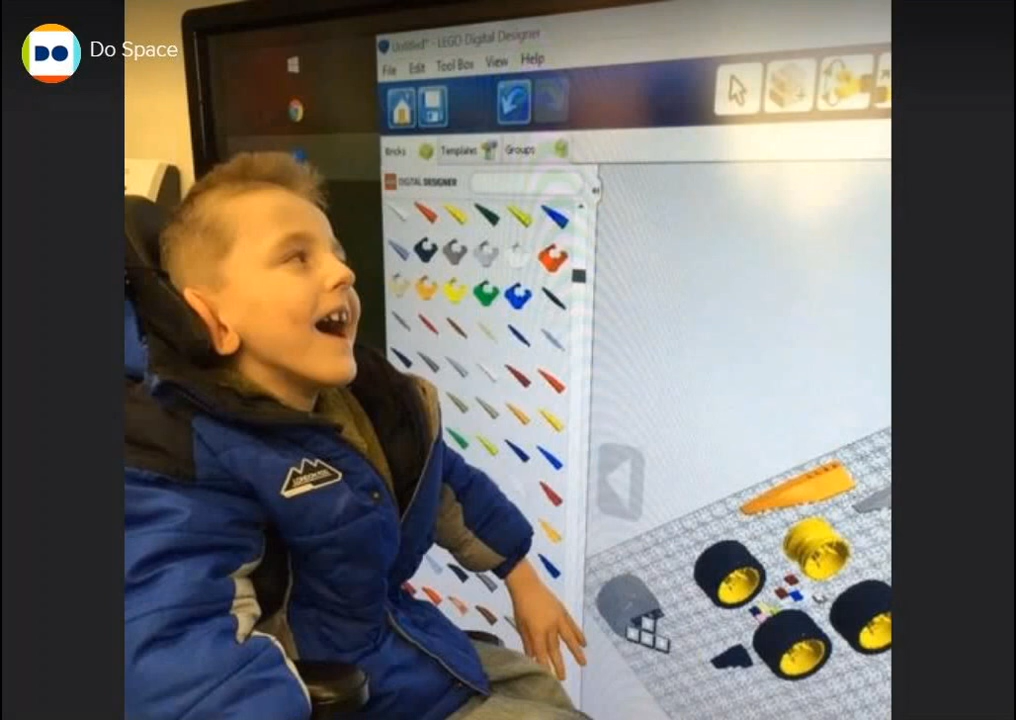 DO Do Space
Untitled* - LEGO Digital Designer
File Edit Tool Box View Help
Bricks Templates Groups
DIGITAL DESIGNER